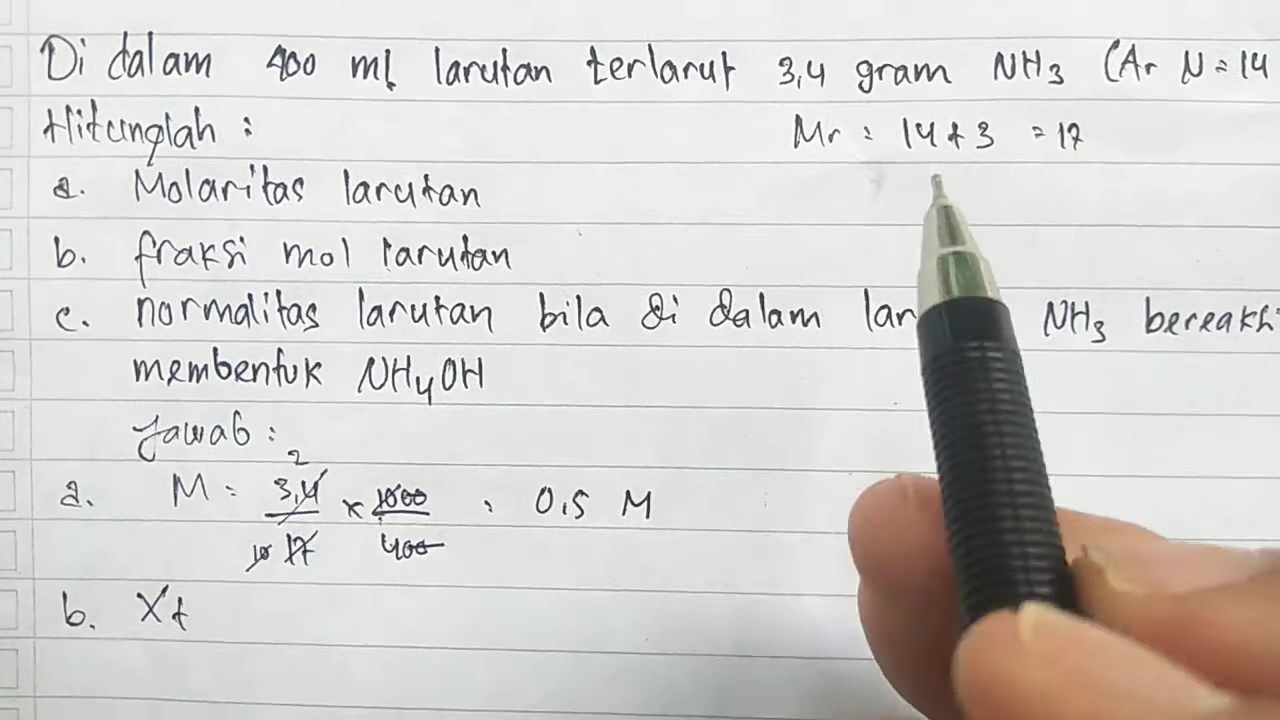 Di dalam 400 ml larutan terlarut 3,4 gram NH3 (Ar N = 14
Hitunglah :
Mr = 14 + 3 = 17
a. Molaritas larutan
b. fraksi mol larutan
c. normalitas larutan bila di dalam lar NH3 bereaksi
membentuk NH4OH
Jawab :
a. M = 3,4/17 x 1000/400 = 0,5 M
2
10
b. Xt